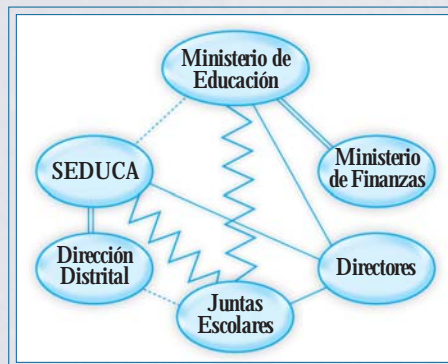 Ministerio de
Educación
SEDUCA
Ministerio
de Finanzas
Dirección
Distrital
Directores
Juntas
Escolares